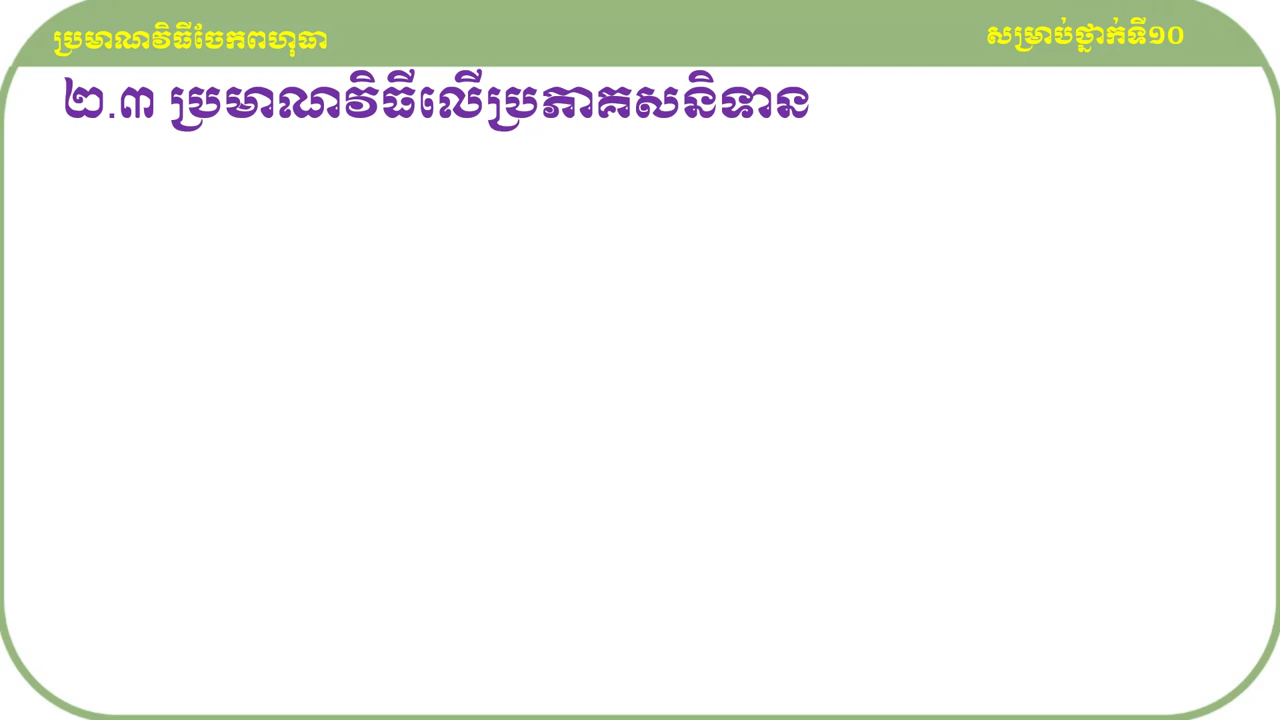 ប្រមាណវិធីចែកពហុធា
សម្រាប់ថ្នាក់ទី១០
២.៣ ប្រមាណវិធីលើប្រភាគសនិទាន